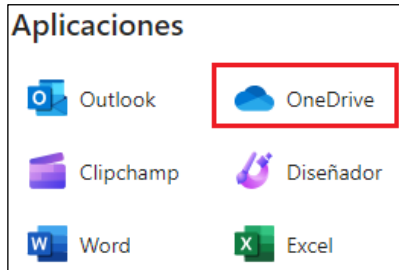 Aplicaciones
Outlook OneDrive
Clipchamp Diseñador
Word Excel